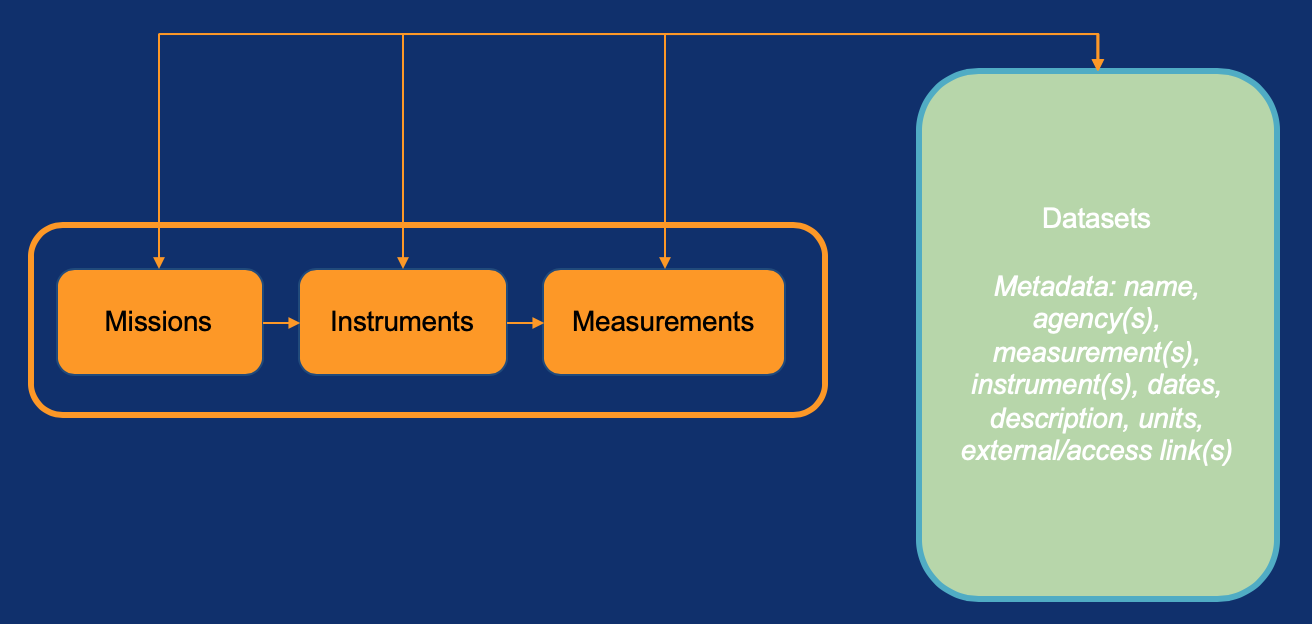 Missions
Instruments
Measurements
Datasets
Metadata: name,
agency(s),
measurement(s),
instrument(s), dates,
description, units,
external/access link(s)